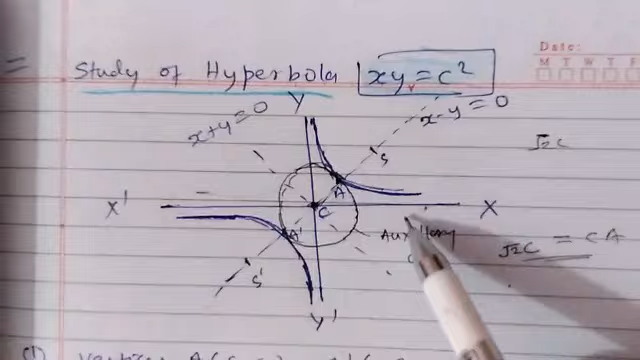 Date:
M T W T F
Study of Hyperbola xy = c²
Y
x+y=0
x-y=0
S
√2C
A
X'
C
X
A'
Auxiliary
√2C = CA
S'
Y'
(1)